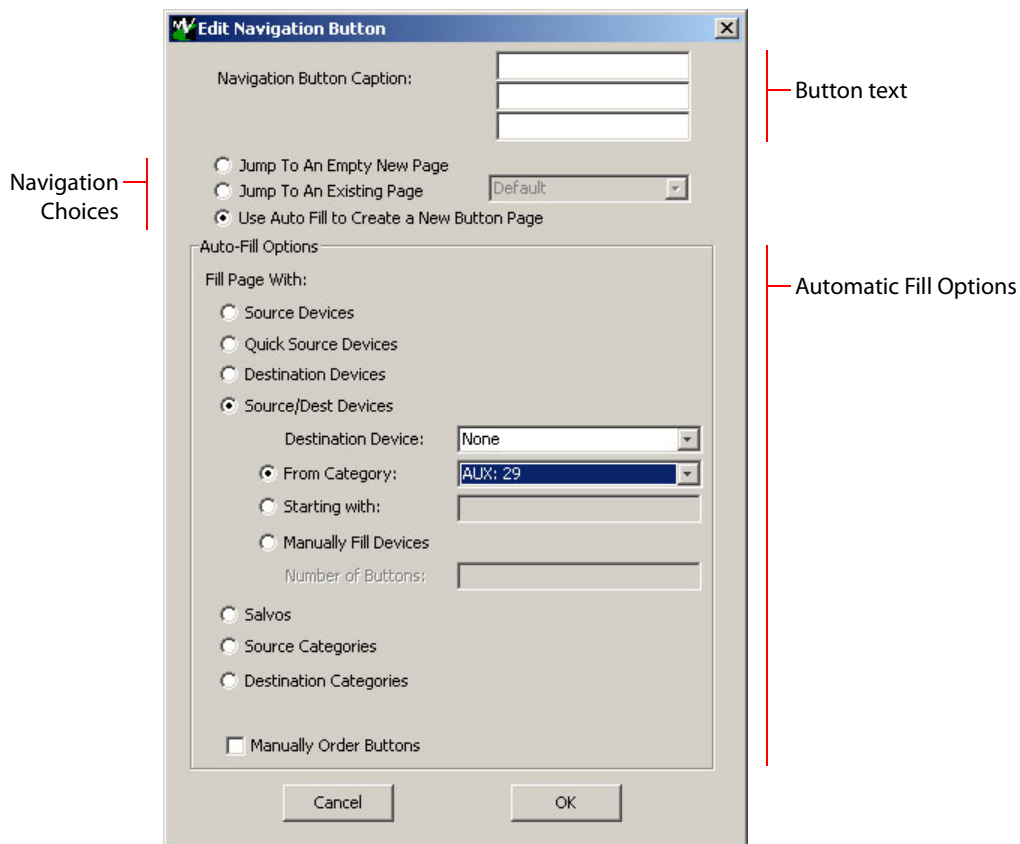 Edit Navigation Button
Navigation Button Caption:
Button text
Navigation
Choices
Jump To An Empty New Page
Jump To An Existing Page
Default
Use Auto Fill to Create a New Button Page
Auto-Fill Options
Automatic Fill Options
Fill Page With:
Source Devices
Quick Source Devices
Destination Devices
Source/Dest Devices
Destination Device:
None
From Category:
AUX: 29
Starting with:
Manually Fill Devices
Number of Buttons:
Salvos
Source Categories
Destination Categories
Manually Order Buttons
Cancel
OK